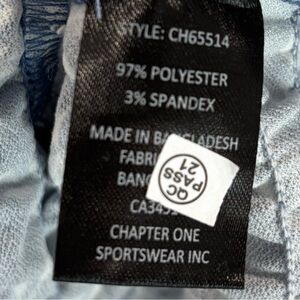 STYLE: CH65514
97% POLYESTER
3% SPANDEX
MADE IN BANGLADESH
QC
PASS
21
CHAPTER ONE
SPORTSWEAR INC